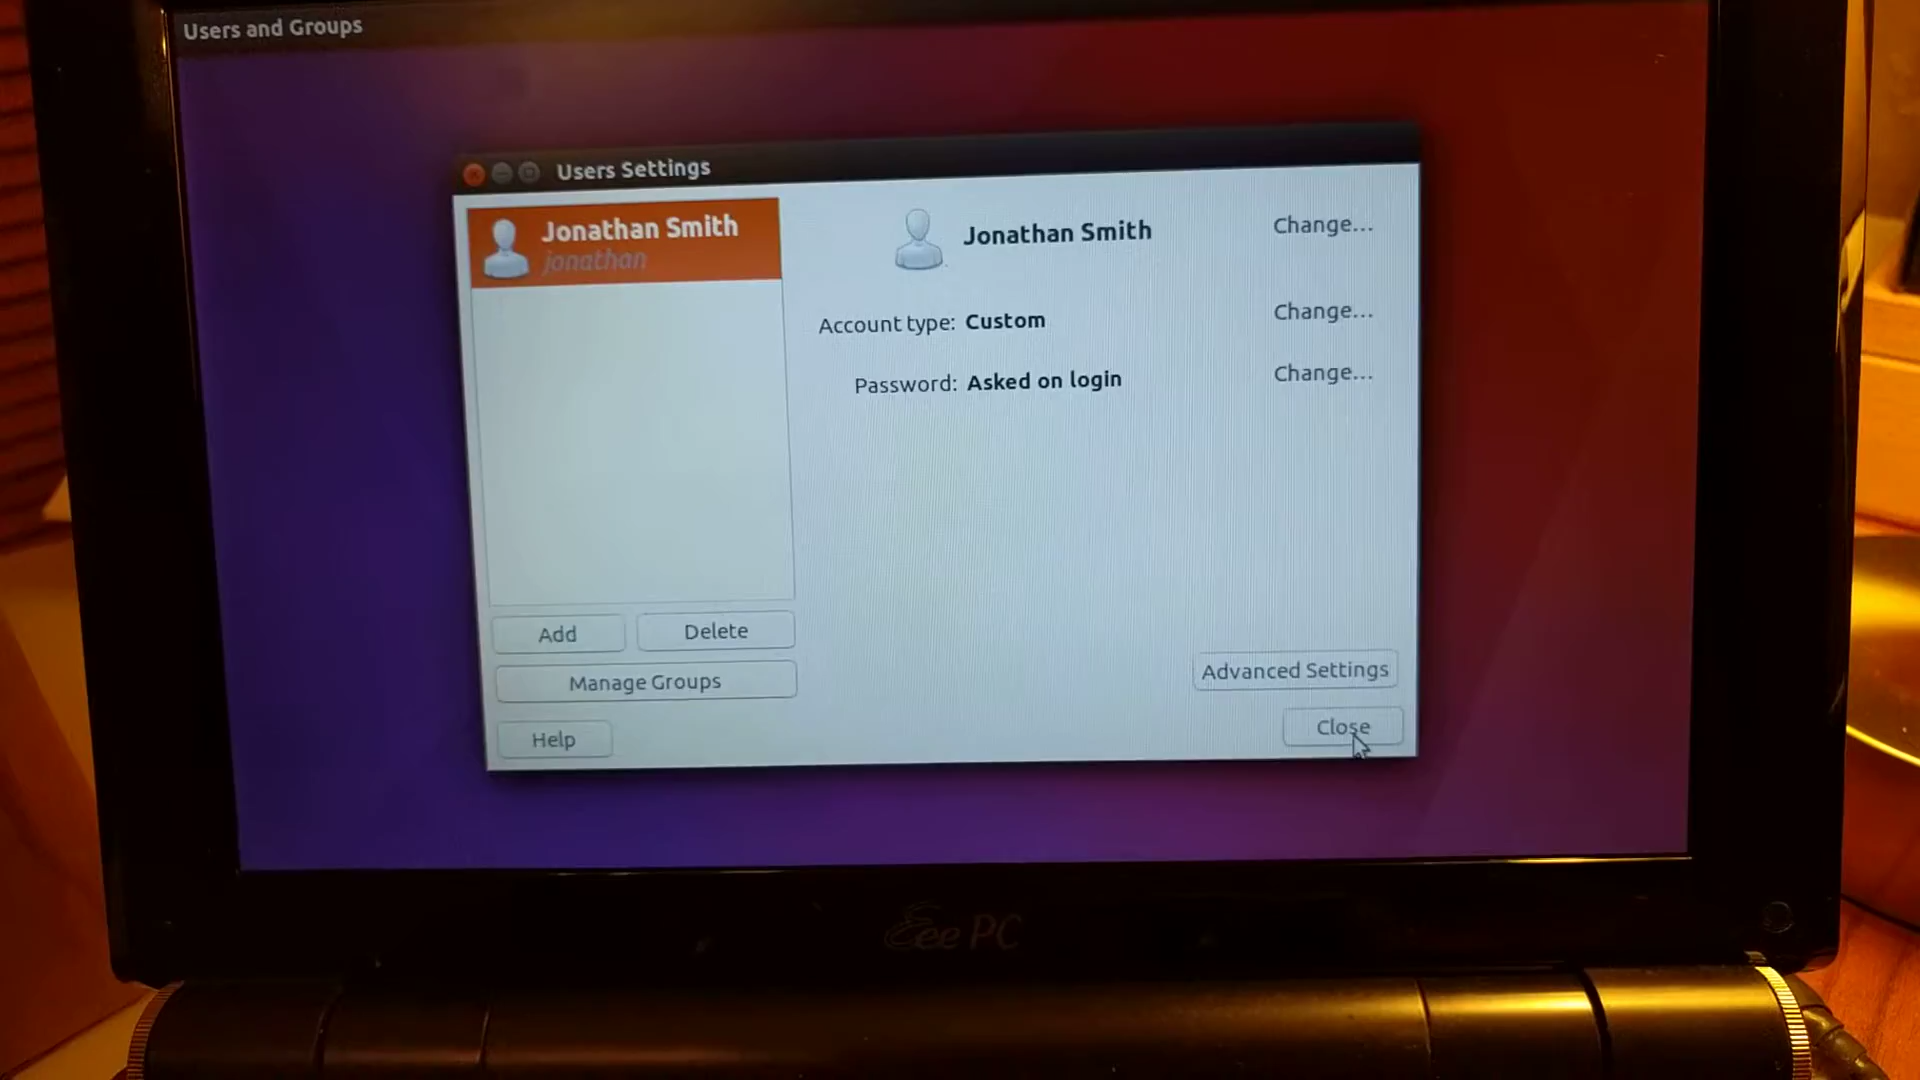 Users and Groups
Users Settings
Jonathan Smith
jonathan
Jonathan Smith
Change...
Account type: Custom
Change...
Password: Asked on login
Change...
Add
Delete
Manage Groups
Advanced Settings
Help
Close
Eee PC